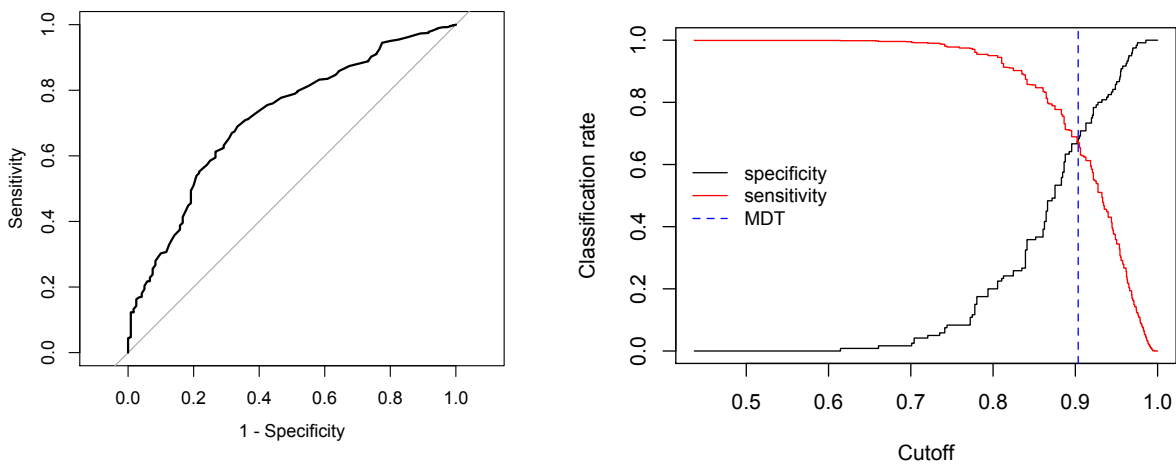 1.0
0.8
0.6
0.4
0.2
0.0
Sensitivity
0.0 0.2 0.4 0.6 0.8 1.0
1 - Specificity
1.0
0.8
0.6
0.4
0.2
0.0
Classification rate
specificity
sensitivity
MDT
0.5 0.6 0.7 0.8 0.9 1.0
Cutoff